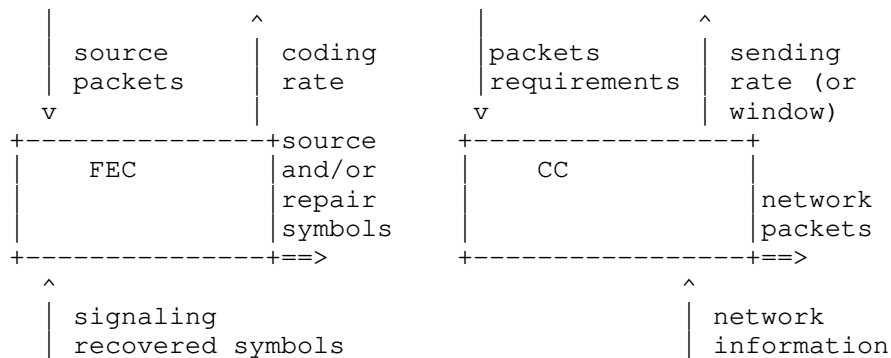 |                ^                |                 ^
| source         | coding         |packets          | sending
| packets        | rate           |requirements     | rate (or
v                |                v                 | window)
+---------------+source     +-----------------+
|    FEC        |and/or     |    CC           |
|               |repair     |                 |network
|               |symbols    |                 |packets
+---------------+==>        +-----------------+==>
^                                          ^
| signaling                                | network
| recovered symbols                        | information